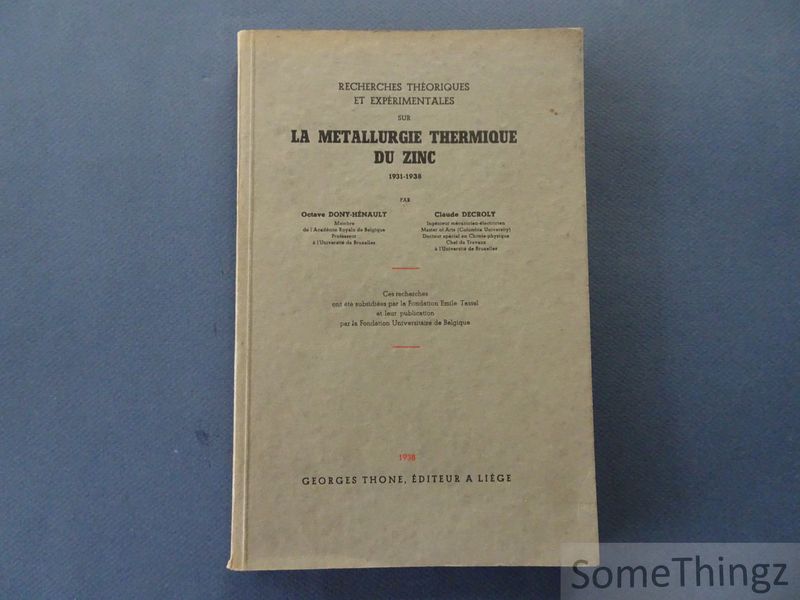 RECHERCHES THÉORIQUES
ET EXPÉRIMENTALES
SUR
LA METALLURGIE THERMIQUE
DU ZINC
1931-1938
PAR
Octave DONY-HÉNAULT
Membre
de l'Académie Royale de Belgique
Professeur
à l'Université de Bruxelles
Claude DECROLY
Ingénieur mécanicien-électricien
Master of Arts (Columbia University)
Docteur spécial en Chimie-physique
Chef de Travaux
à l'Université de Bruxelles
Ces recherches
ont été subsidiées par la Fondation Emile Tassel
et leur publication
par la Fondation Universitaire de Belgique
1938
GEORGES THONE, ÉDITEUR A LIÉGE
SomeThingz